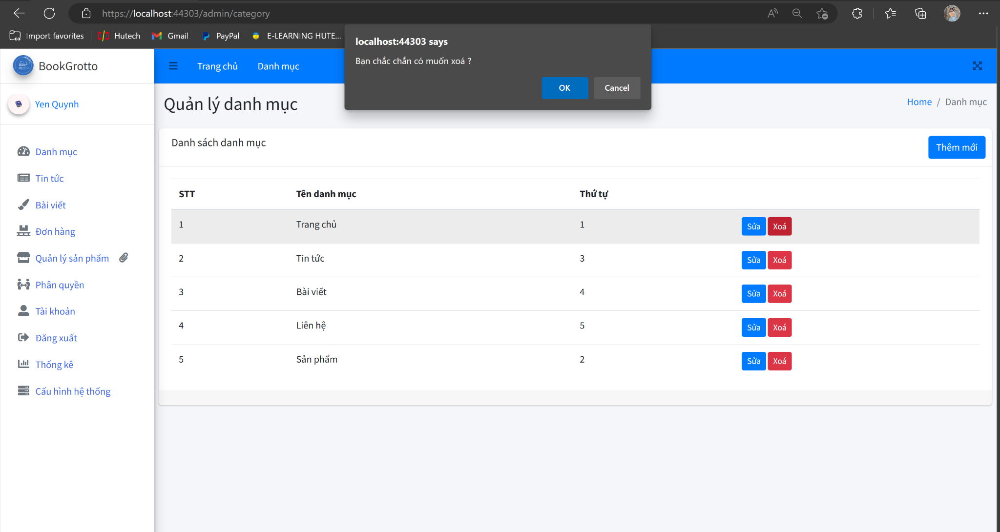 https://localhost:44303/admin/category
Import favorites
Hutech
Gmail
PayPal
E-LEARNING HUTE...
localhost:44303 says
Bạn chắc chắn có muốn xoá ?
OK
Cancel
BookGrotto
Trang chủ
Danh mục
Yen Quynh
Quản lý danh mục
Home / Danh mục
Danh mục
Tin tức
Bài viết
Đơn hàng
Quản lý sản phẩm
Phân quyền
Tài khoản
Đăng xuất
Thống kê
Cấu hình hệ thống
Danh sách danh mục
Thêm mới
STT Tên danh mục Thứ tự
1 Trang chủ 1 Sửa Xoá
2 Tin tức 3 Sửa Xoá
3 Bài viết 4 Sửa Xoá
4 Liên hệ 5 Sửa Xoá
5 Sản phẩm 2 Sửa Xoá